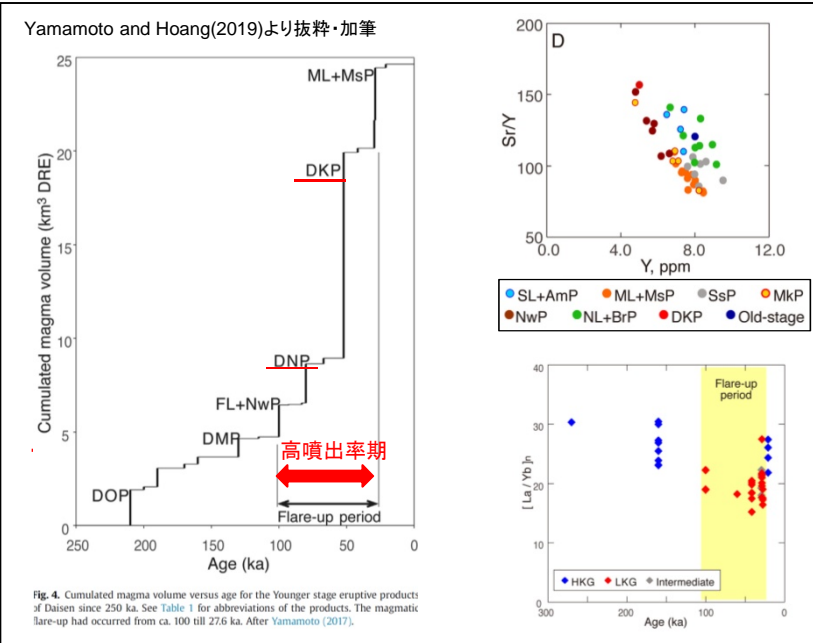 Yamamoto and Hoang(2019)より抜粋・加筆
Cumulated magma volume (km³ DRE)
25
20
15
10
5
0
ML+MsP
DKP
DNP
FL+NwP
DMP
DOP
高噴出率期
Flare-up period
250
200
150
100
50
0
Age (ka)
Fig. 4. Cumulated magma volume versus age for the Younger stage eruptive products
of Daisen since 250 ka. See Table 1 for abbreviations of the products. The magmatic
flare-up had occurred from ca. 100 till 27.6 ka. After Yamamoto (2017).
D
Sr/Y
200
150
100
50
0.0
4.0
8.0
12.0
Y, ppm
SL+AmP
ML+MsP
SsP
MkP
NwP
NL+BrP
DKP
Old-stage
[ La / Yb ]n
40
30
20
10
0
Flare-up
period
HKG
LKG
Intermediate
300
200
100
0
Age (ka)